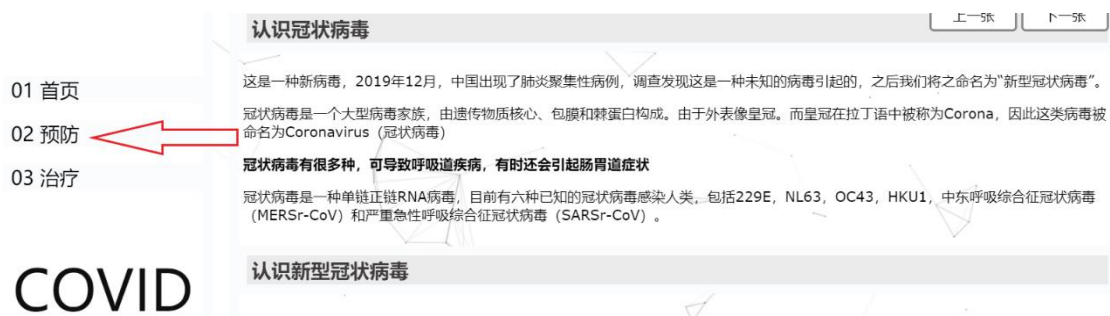 上一张
下一张
认识冠状病毒
01 首页
02 预防
03 治疗
COVID
这是一种新病毒，2019年12月，中国出现了肺炎聚集性病例，调查发现这是一种未知的病毒引起的，之后我们将之命名为“新型冠状病毒”。
冠状病毒是一个大型病毒家族，由遗传物质核心、包膜和棘蛋白构成。由于外表像皇冠。而皇冠在拉丁语中被称为Corona，因此这类病毒被
命名为Coronavirus（冠状病毒）
冠状病毒有很多种，可导致呼吸道疾病，有时还会引起肠胃道症状
冠状病毒是一种单链正链RNA病毒，目前有六种已知的冠状病毒感染人类，包括229E，NL63，OC43，HKU1，中东呼吸综合征冠状病毒
（MERSr-CoV）和严重急性呼吸综合征冠状病毒（SARSr-CoV）。
认识新型冠状病毒